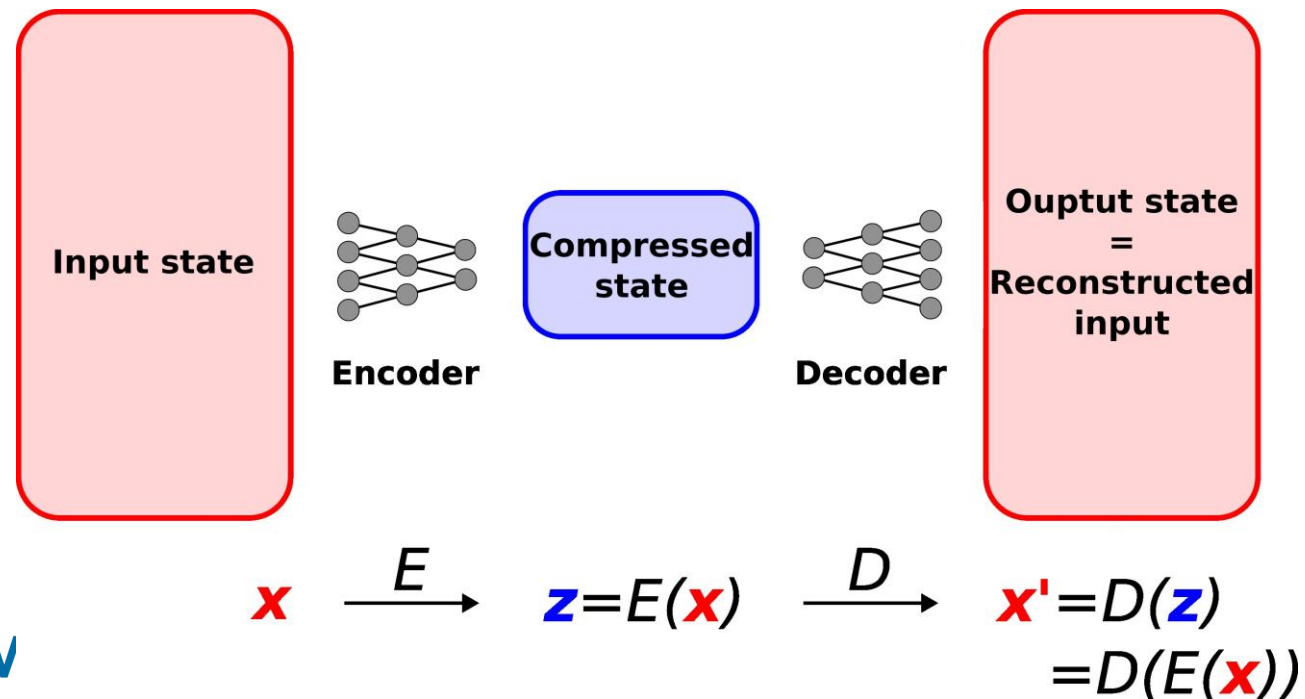 Input state
Encoder
Compressed
state
Decoder
Ouptut state
=
Reconstructed
input
x E z=E(x) D x'=D(z)
=D(E(x))